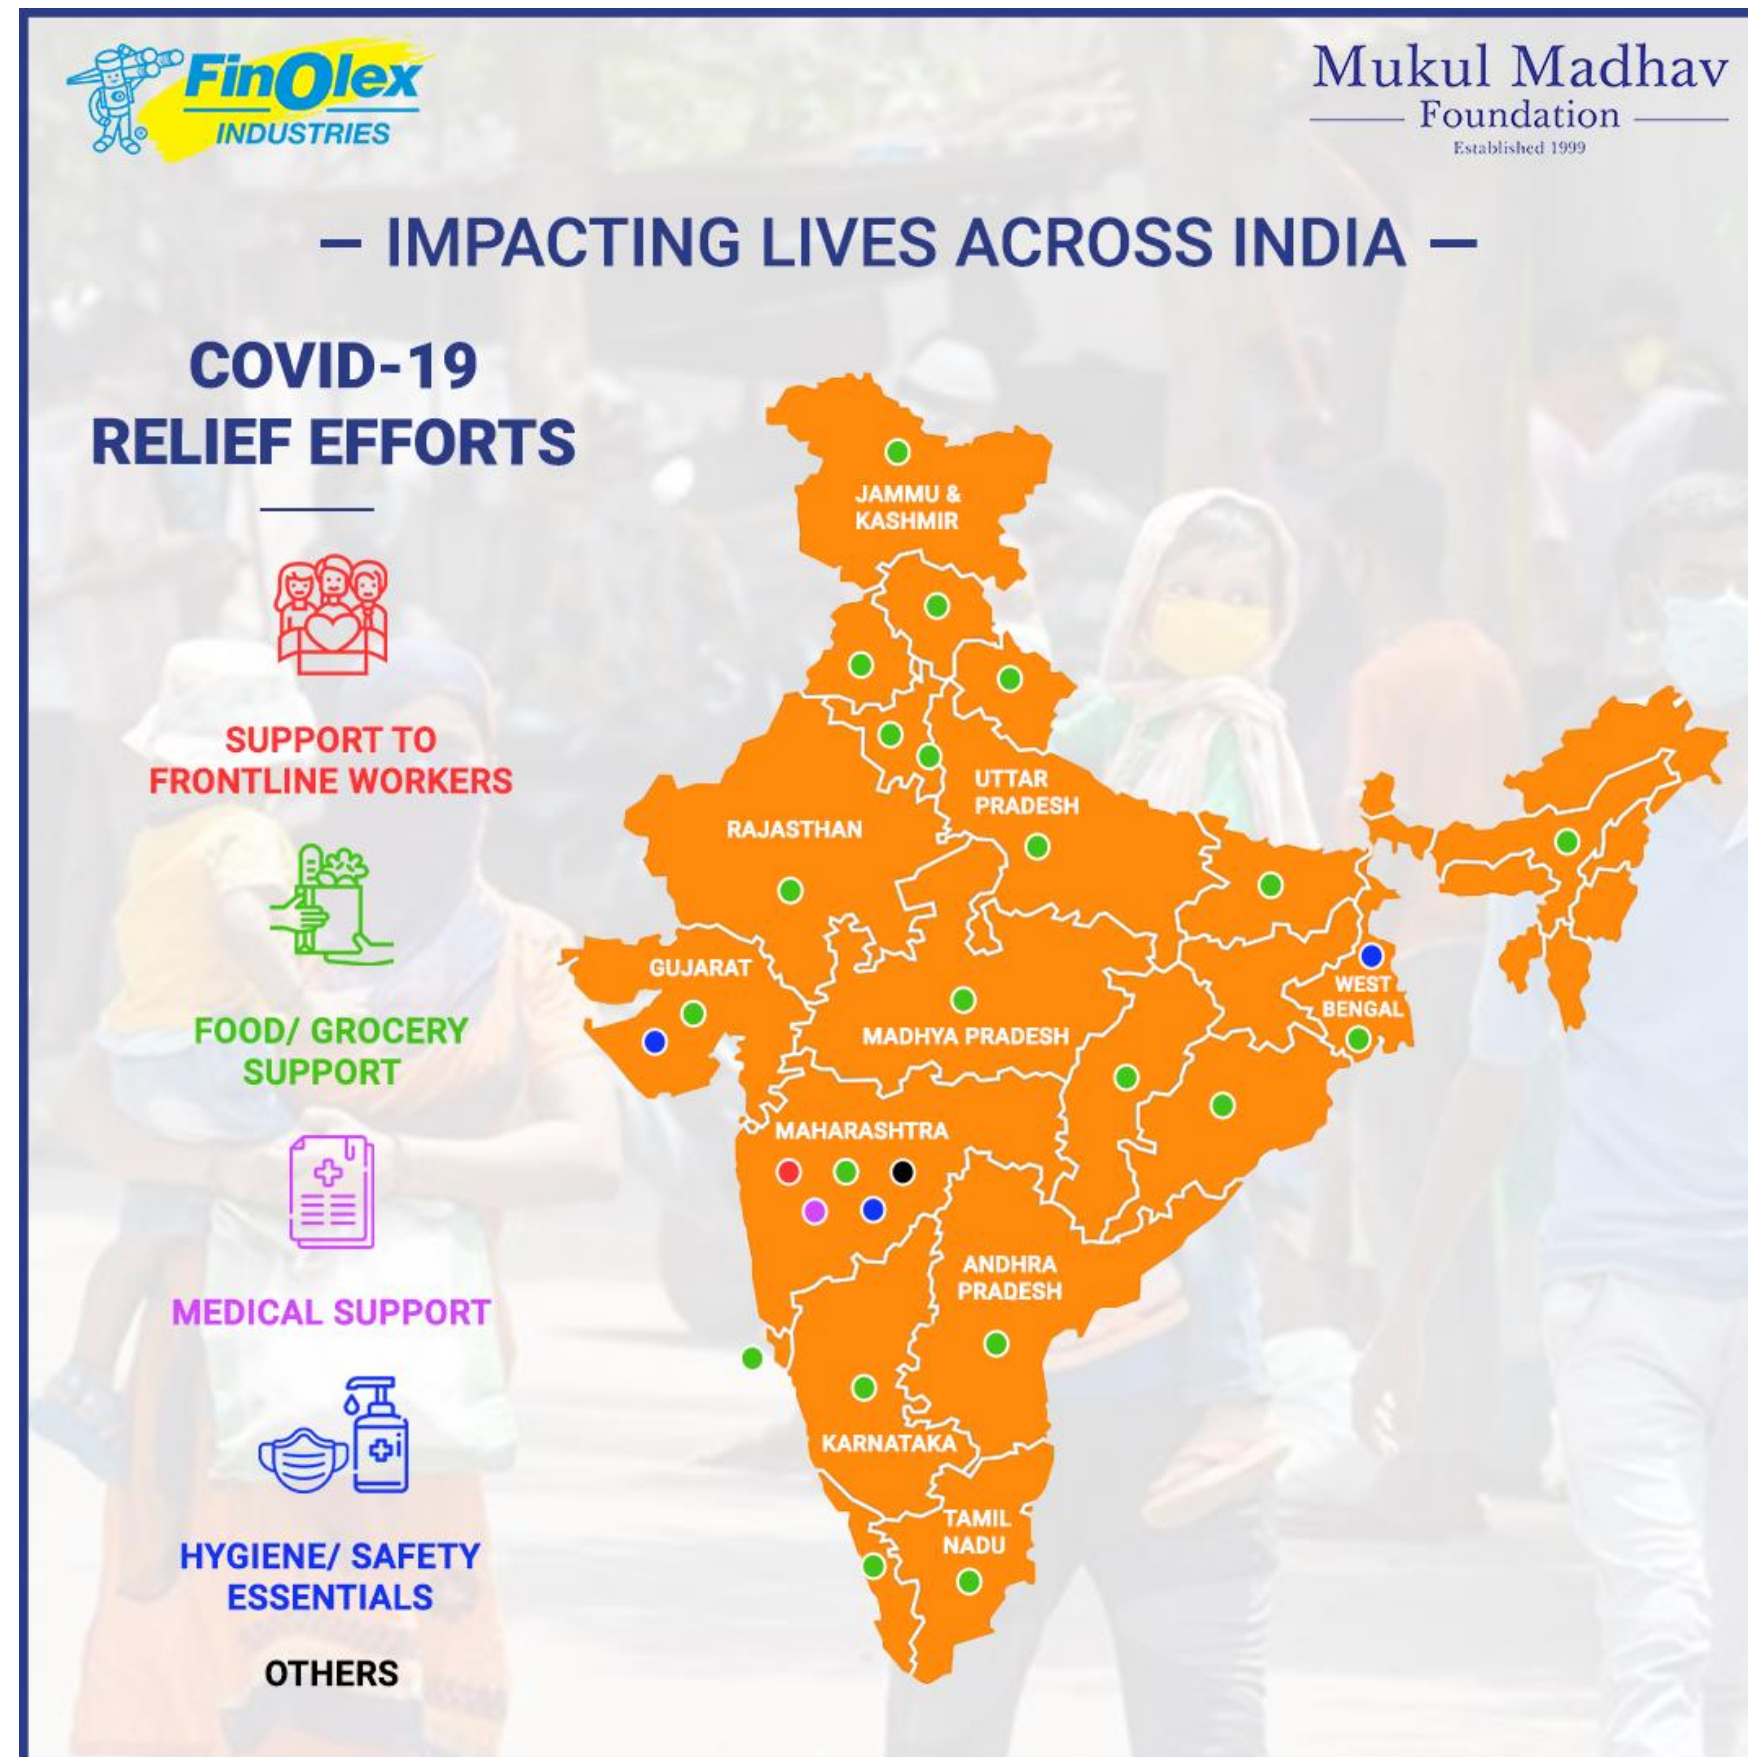 FinOlex
INDUSTRIES
Mukul Madhav
Foundation
Established 1999
– IMPACTING LIVES ACROSS INDIA –
COVID-19
RELIEF EFFORTS
SUPPORT TO
FRONTLINE WORKERS
FOOD/ GROCERY
SUPPORT
MEDICAL SUPPORT
HYGIENE/ SAFETY
ESSENTIALS
OTHERS
JAMMU &
KASHMIR
UTTAR
PRADESH
RAJASTHAN
GUJARAT
WEST
BENGAL
MADHYA PRADESH
MAHARASHTRA
ANDHRA
PRADESH
KARNATAKA
TAMIL
NADU